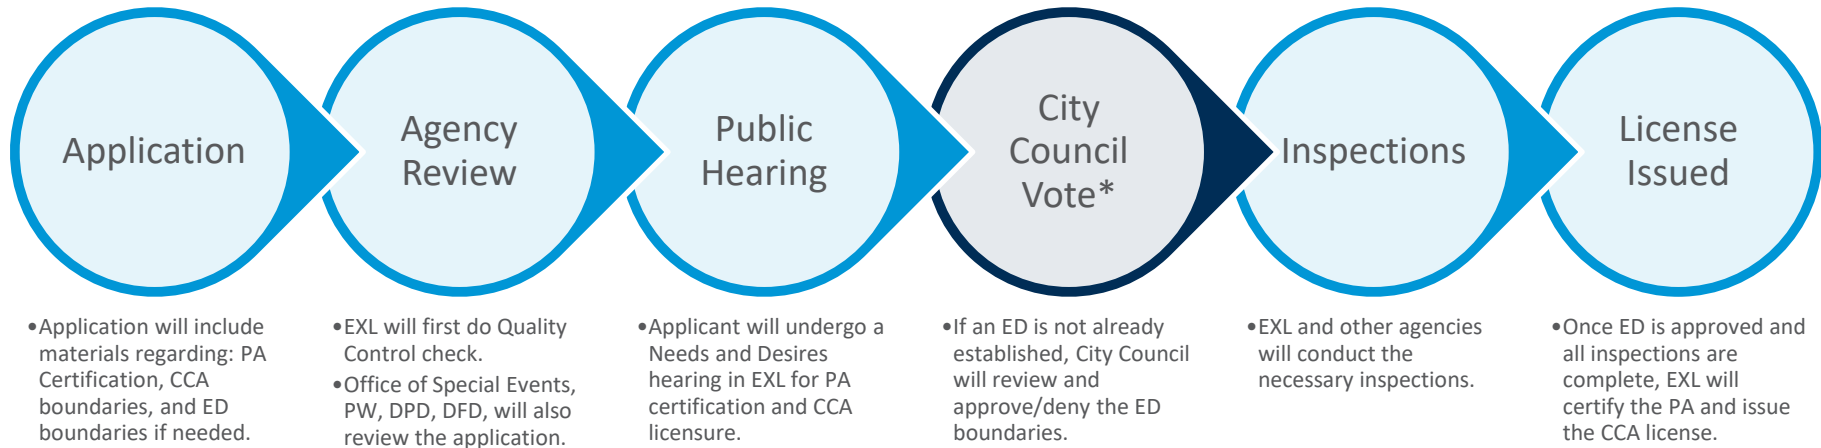 Application
Agency
Review
Public
Hearing
City
Council
Vote*
Inspections
License
Issued
•Application will include
materials regarding: PA
Certification, CCA
boundaries, and ED
boundaries if needed.
•EXL will first do Quality
Control check.
•Office of Special Events,
PW, DPD, DFD, will also
review the application.
•Applicant will undergo a
Needs and Desires
hearing in EXL for PA
certification and CCA
licensure.
•If an ED is not already
established, City Council
will review and
approve/deny the ED
boundaries.
•EXL and other agencies
will conduct the
necessary inspections.
•Once ED is approved and
all inspections are
complete, EXL will
certify the PA and issue
the CCA license.